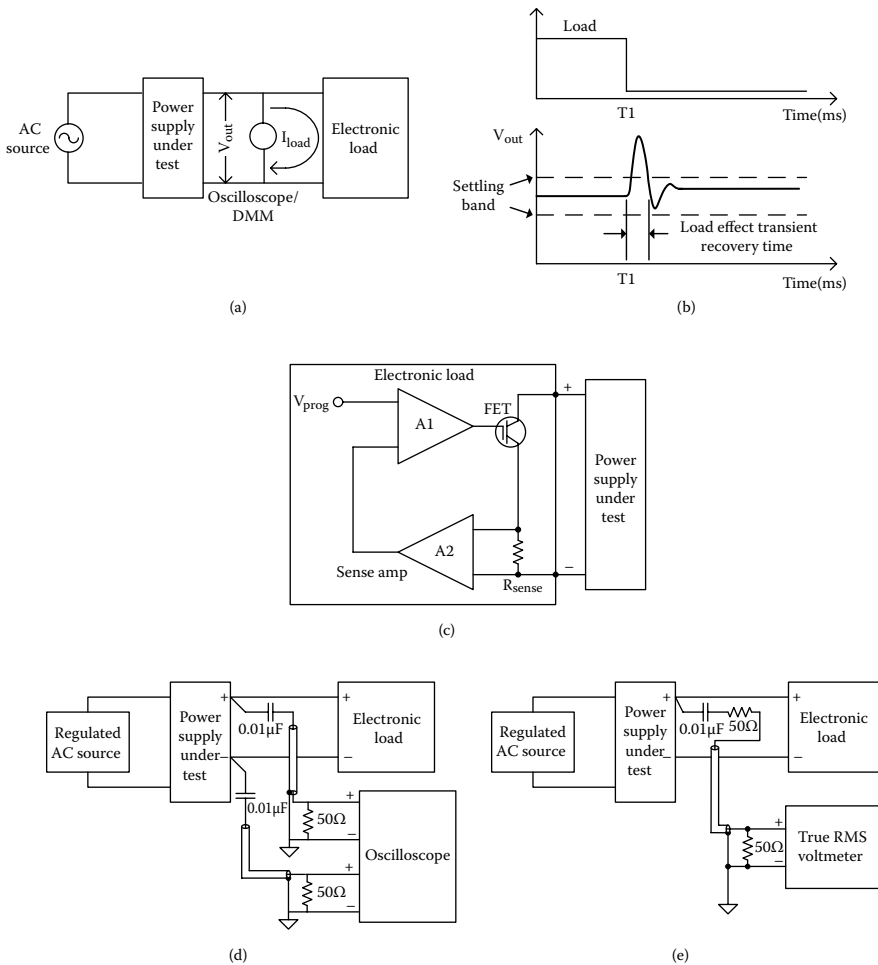 AC
source
Power
supply
under
test
V_out
I_load
Electronic
load
Oscilloscope/
DMM
(a)
Load
T1
Time(ms)
V_out
Settling
band
Load effect transient
recovery time
T1
Time(ms)
(b)
Electronic load
V_prog
A1
FET
+
Power
supply
under
test
A2
Sense amp
R_sense
−
(c)
Regulated
AC source
Power
supply
under
test
+
−
0.01μF
+
−
Electronic
load
0.01μF
+
50Ω
−
+
50Ω
−
Oscilloscope
(d)
Regulated
AC source
Power
supply
under
test
+
−
0.01μF
50Ω
+
−
Electronic
load
+
50Ω
−
True RMS
voltmeter
(e)